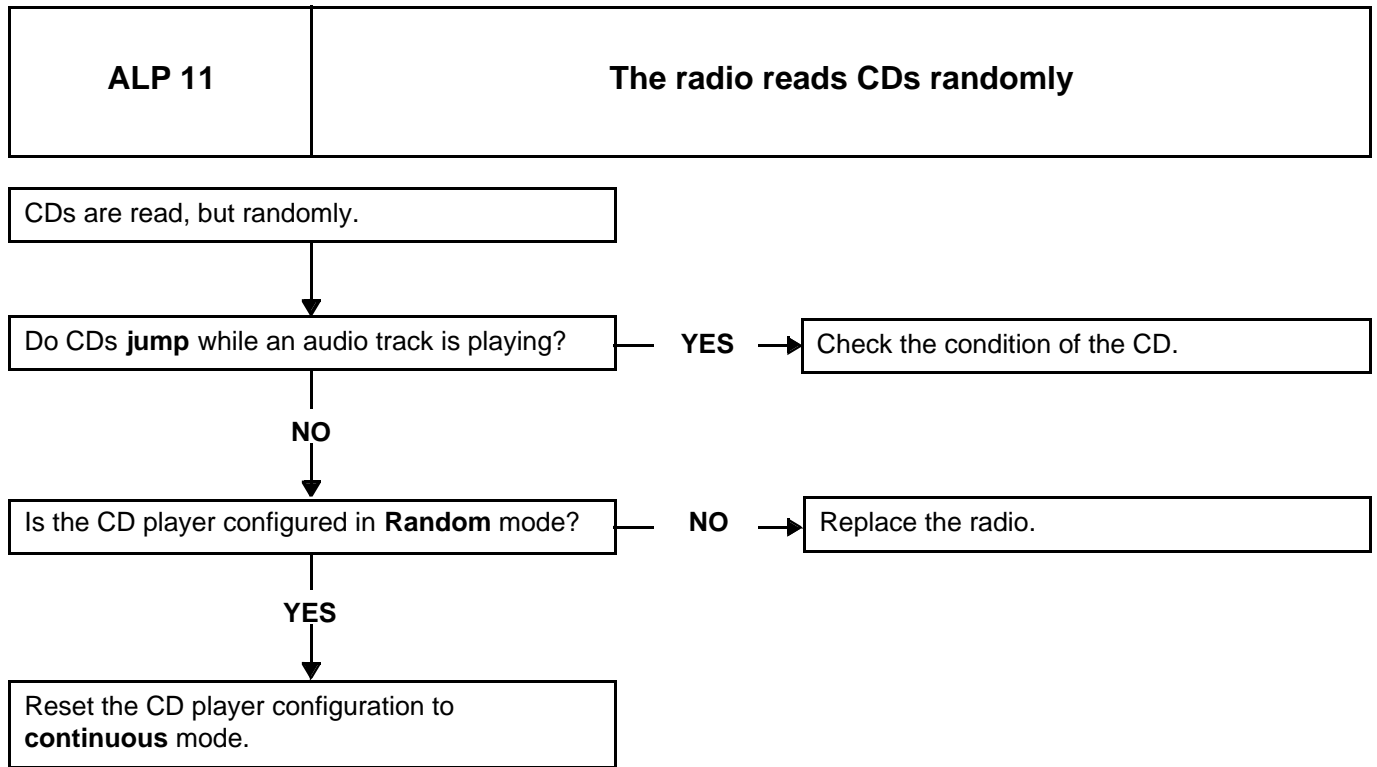 ALP 11
The radio reads CDs randomly
CDs are read, but randomly.
Do CDs jump while an audio track is playing?
YES
Check the condition of the CD.
NO
Is the CD player configured in Random mode?
NO
Replace the radio.
YES
Reset the CD player configuration to
continuous mode.